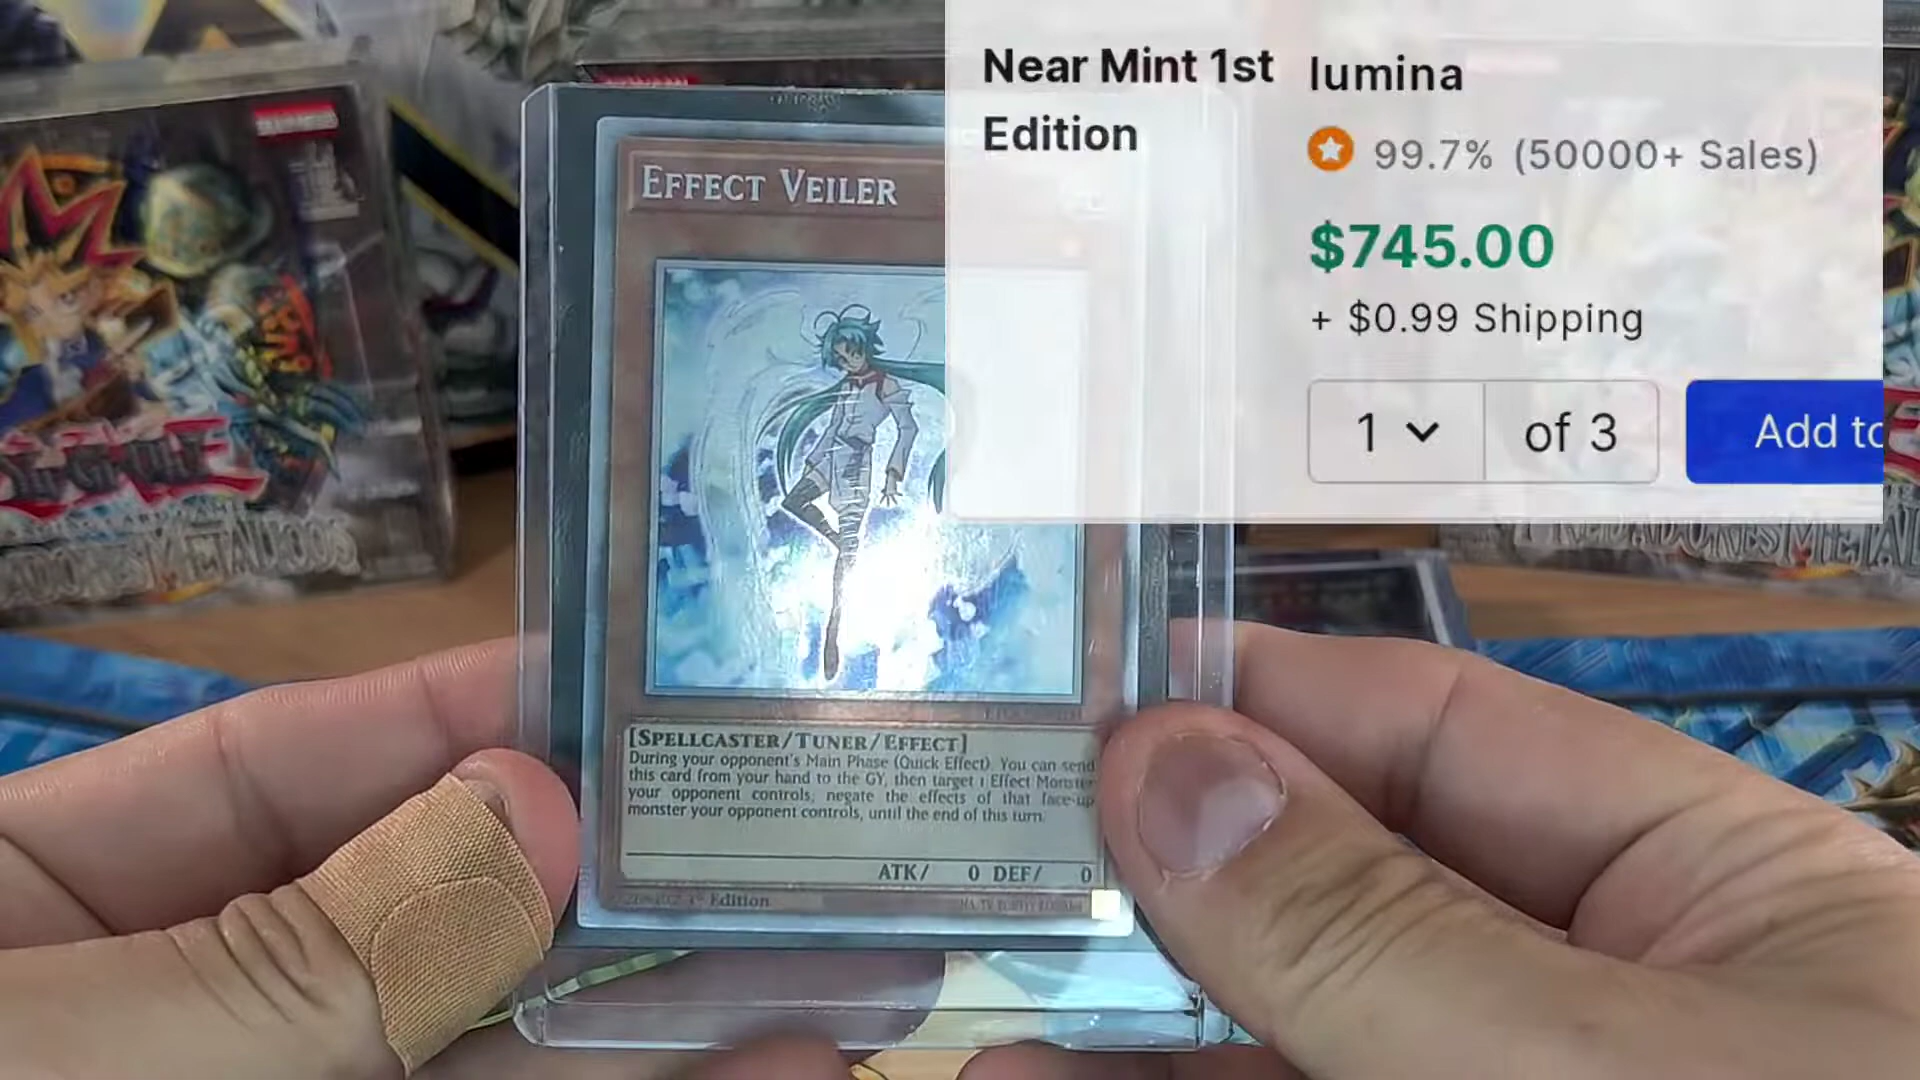 Near Mint 1st
Edition
lumina
99.7% (50000+ Sales)
$745.00
+ $0.99 Shipping
1 of 3
Add to
EFFECT VEILER
[SPELLCASTER/TUNER/EFFECT]
During your opponent's Main Phase (Quick Effect): You can send
this card from your hand to the GY, then target 1 Effect Monster
your opponent controls; negate the effects of that face-up
monster your opponent controls, until the end of this turn.
ATK/ 0 DEF/ 0
1st Edition